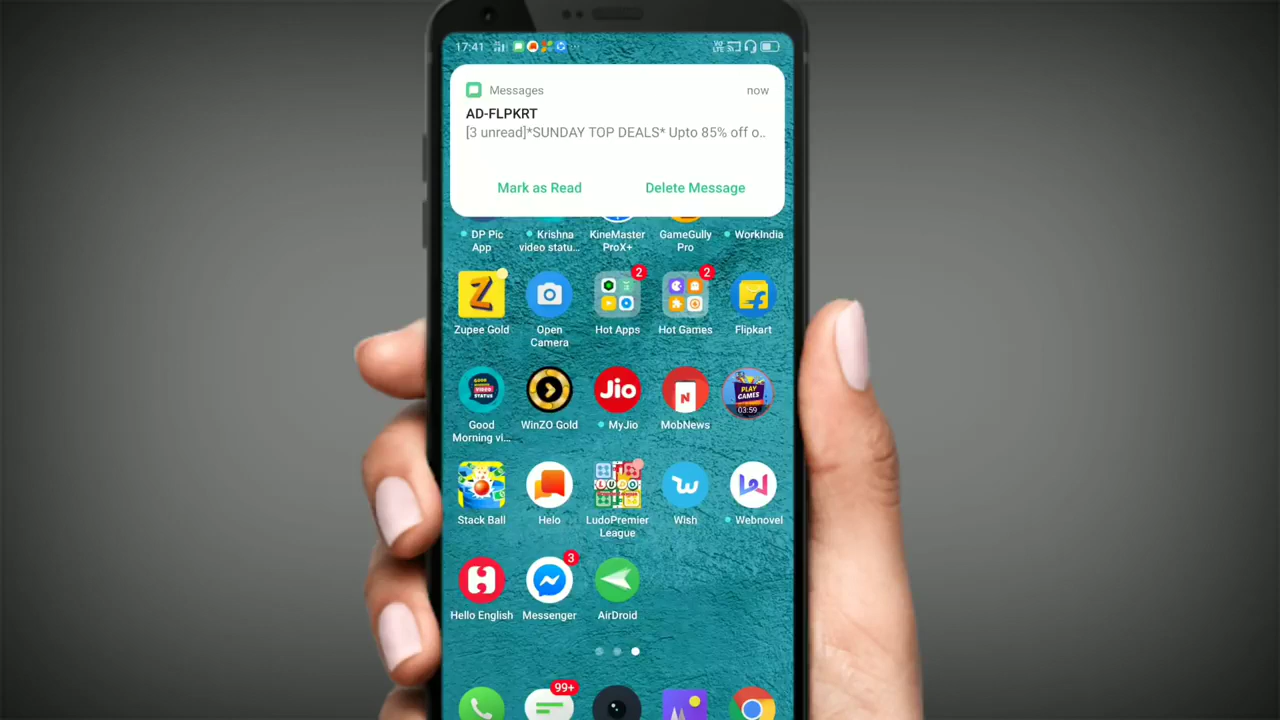 17:41
Messages
now
AD-FLPKRT
[3 unread]*SUNDAY TOP DEALS* Upto 85% off o..
Mark as Read
Delete Message
DP Pic App
Krishna video statu...
KineMaster ProX+
GameGully Pro
WorkIndia
2
2
Zupee Gold
Open Camera
Hot Apps
Hot Games
Flipkart
Jio
N
PLAY GAMES
03:59
Good Morning vi...
WinZO Gold
MyJio
MobNews
LUDO
Stack Ball
Helo
LudoPremier League
Wish
Webnovel
3
Hello English
Messenger
AirDroid
99+